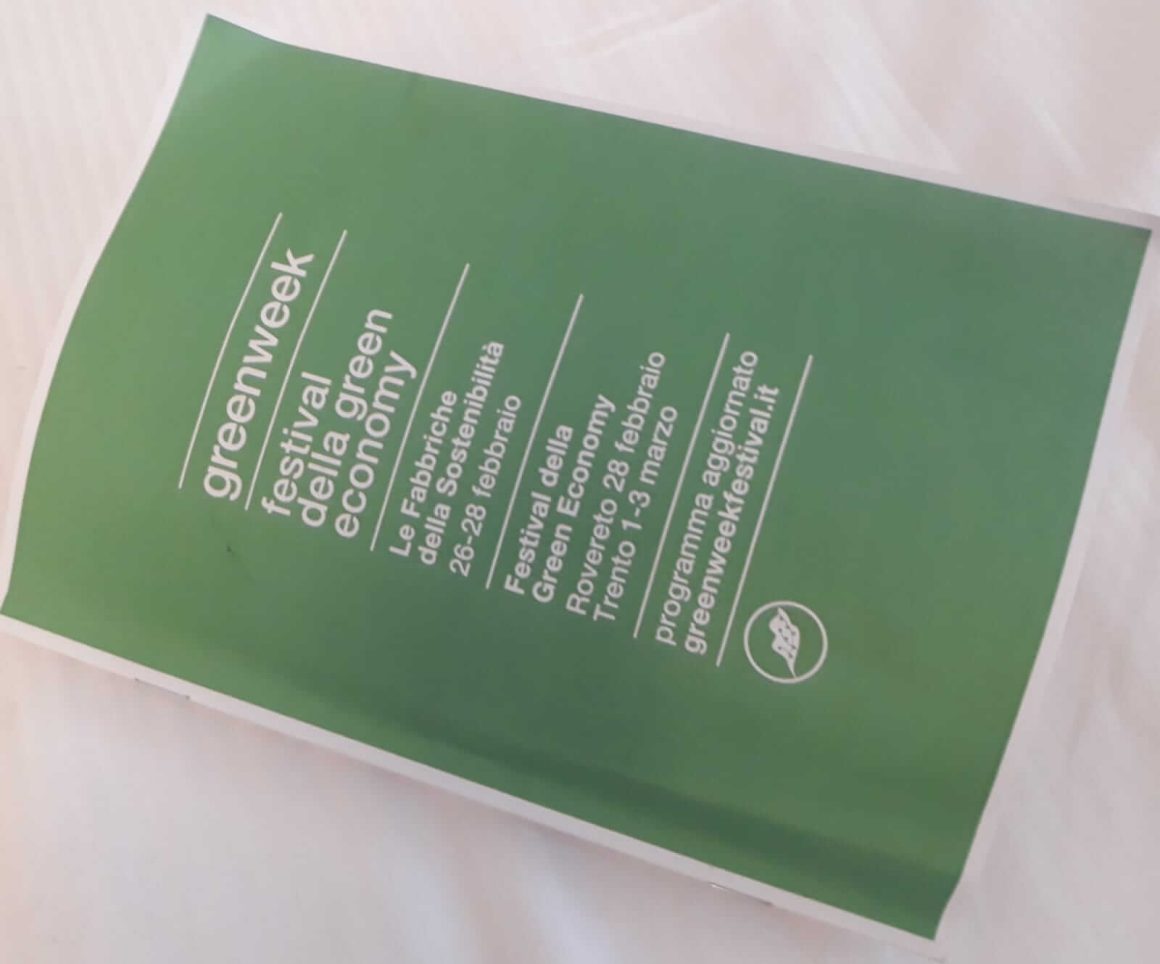 greenweek
festival
della green
economy
Le Fabbriche
della Sostenibilità
26-28 febbraio
Festival della
Green Economy
Rovereto 28 febbraio
Trento 1-3 marzo
programma aggiornato
greenweekfestival.it